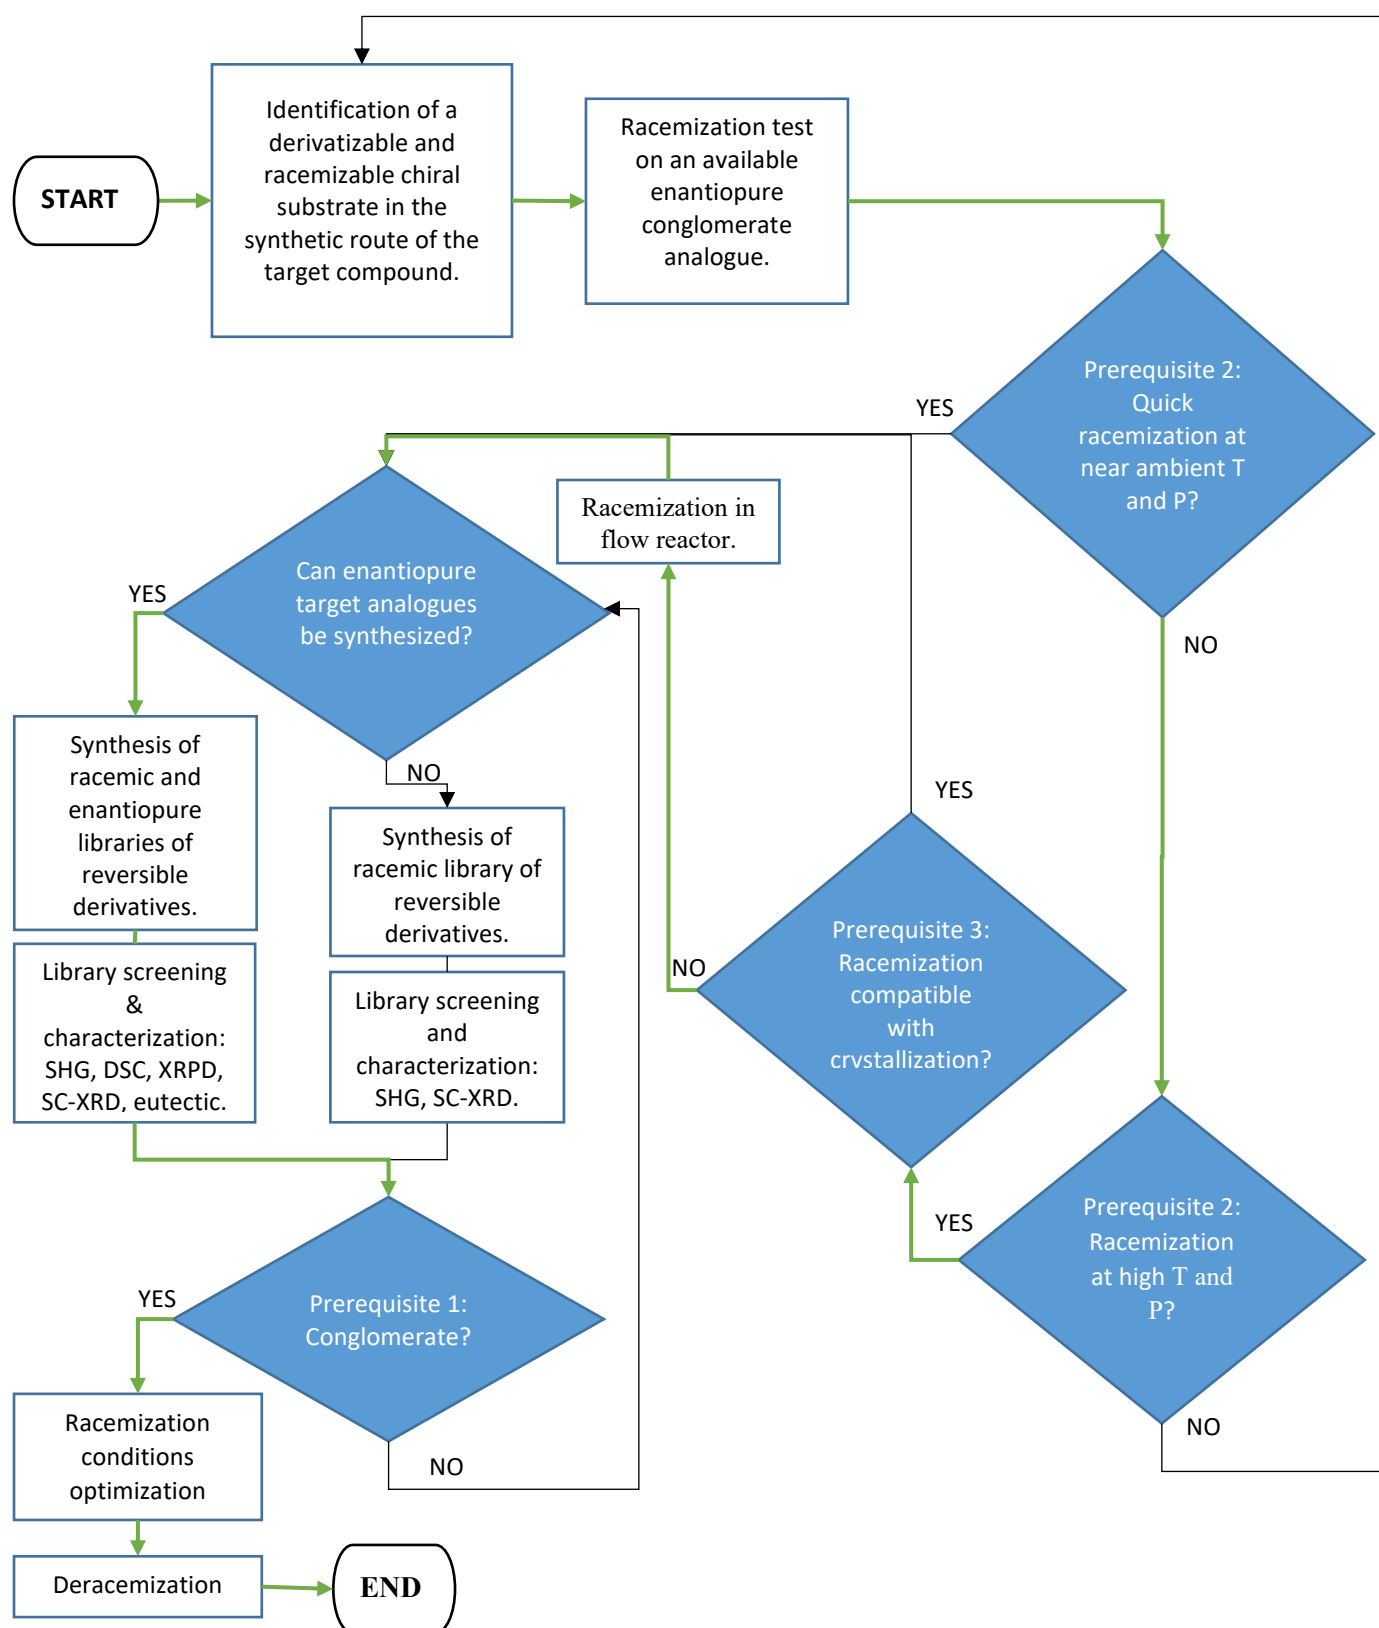 START
Identification of a
derivatizable and
racemizable chiral
substrate in the
synthetic route of the
target compound.
Racemization test
on an available
enantiopure
conglomerate
analogue.
Prerequisite 2:
Quick
racemization at
near ambient T
and P?
YES
NO
Racemization in
flow reactor.
Can enantiopure
target analogues
be synthesized?
YES
NO
Synthesis of
racemic and
enantiopure
libraries of
reversible
derivatives.
Synthesis of
racemic library of
reversible
derivatives.
Library screening
&
characterization:
SHG, DSC, XRPD,
SC-XRD, eutectic.
Library screening
and
characterization:
SHG, SC-XRD.
YES
Prerequisite 3:
Racemization
compatible
with
crystallization?
NO
Prerequisite 2:
Racemization
at high T and
P?
YES
NO
Prerequisite 1:
Conglomerate?
YES
NO
Racemization
conditions
optimization
Deracemization
END